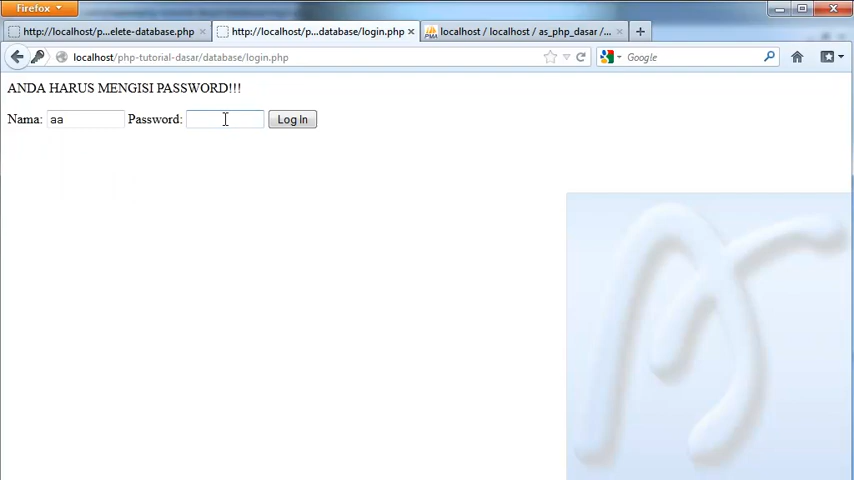 Firefox
http://localhost/p...elete-database.php
http://localhost/p...database/login.php
localhost / localhost / as_php_dasar /...
localhost/php-tutorial-dasar/database/login.php
Google
ANDA HARUS MENGISI PASSWORD!!!
Nama: aa Password: Log In